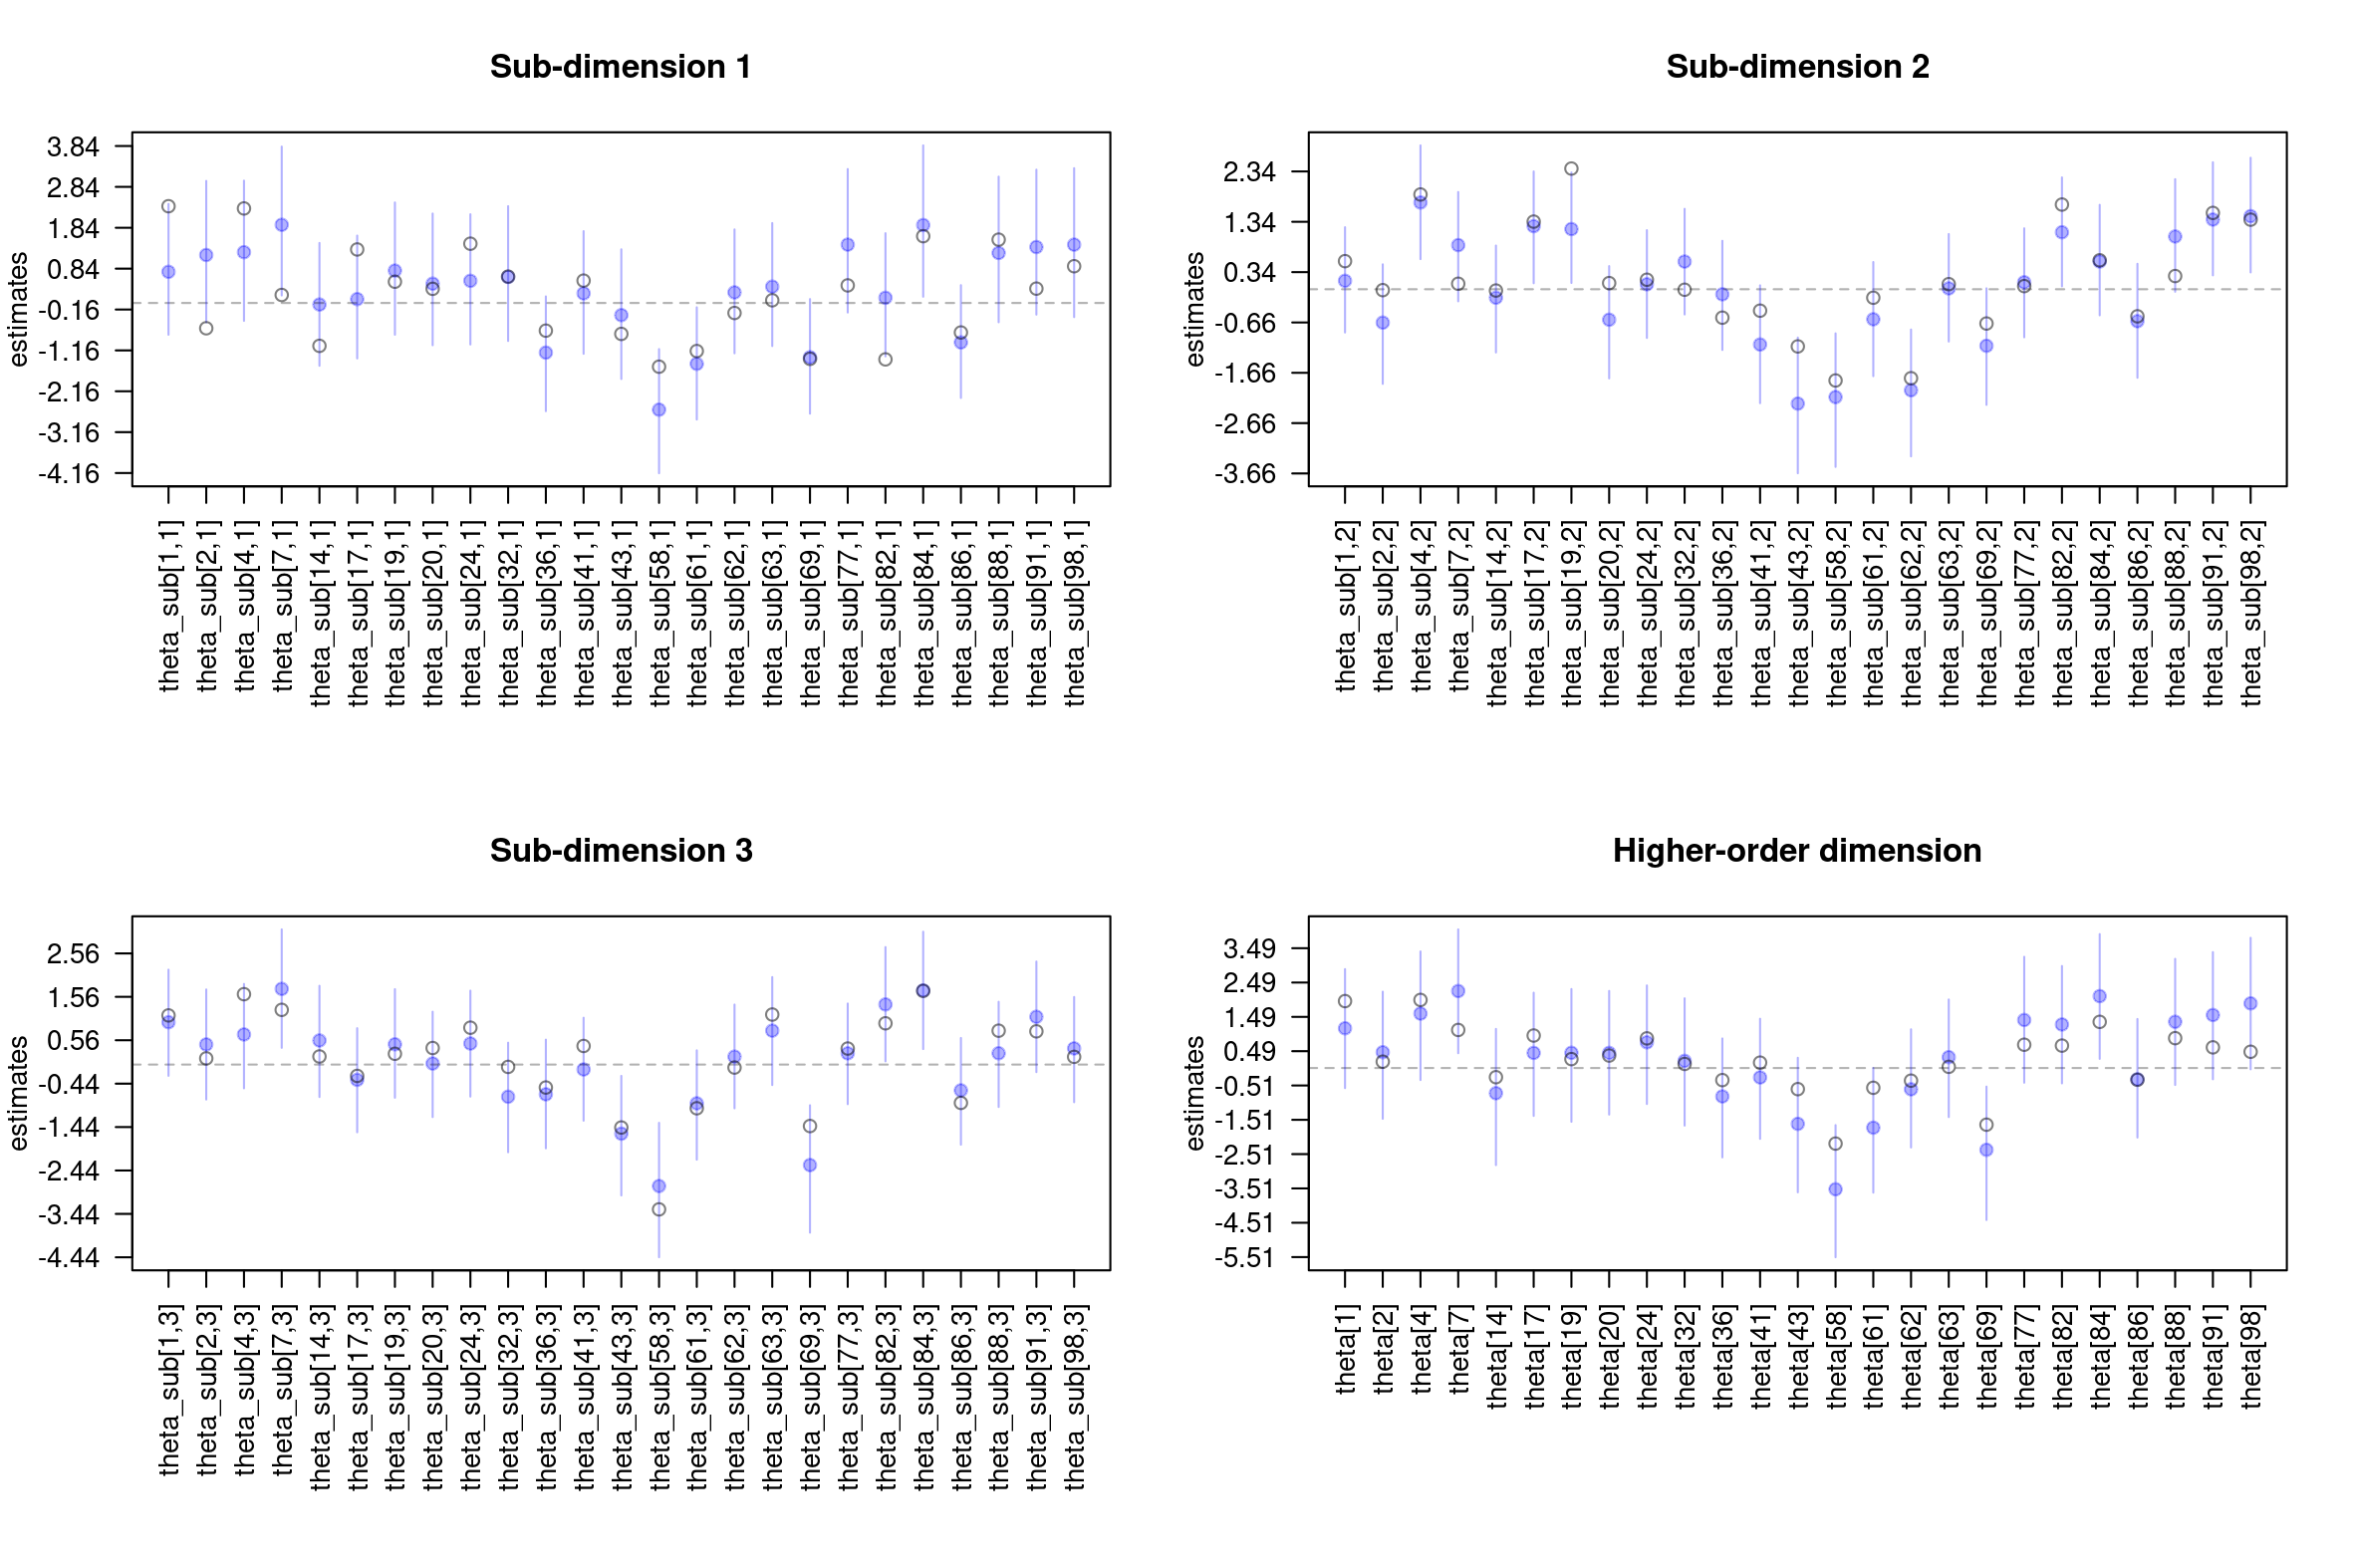 Sub-dimension 1
estimates
3.84
2.84
1.84
0.84
-0.16
-1.16
-2.16
-3.16
-4.16
theta_sub[1,1]
theta_sub[2,1]
theta_sub[4,1]
theta_sub[7,1]
theta_sub[14,1]
theta_sub[17,1]
theta_sub[19,1]
theta_sub[20,1]
theta_sub[24,1]
theta_sub[32,1]
theta_sub[36,1]
theta_sub[41,1]
theta_sub[43,1]
theta_sub[58,1]
theta_sub[61,1]
theta_sub[62,1]
theta_sub[63,1]
theta_sub[69,1]
theta_sub[77,1]
theta_sub[82,1]
theta_sub[84,1]
theta_sub[86,1]
theta_sub[88,1]
theta_sub[91,1]
theta_sub[98,1]
Sub-dimension 2
estimates
2.34
1.34
0.34
-0.66
-1.66
-2.66
-3.66
theta_sub[1,2]
theta_sub[2,2]
theta_sub[4,2]
theta_sub[7,2]
theta_sub[14,2]
theta_sub[17,2]
theta_sub[19,2]
theta_sub[20,2]
theta_sub[24,2]
theta_sub[32,2]
theta_sub[36,2]
theta_sub[41,2]
theta_sub[43,2]
theta_sub[58,2]
theta_sub[61,2]
theta_sub[62,2]
theta_sub[63,2]
theta_sub[69,2]
theta_sub[77,2]
theta_sub[82,2]
theta_sub[84,2]
theta_sub[86,2]
theta_sub[88,2]
theta_sub[91,2]
theta_sub[98,2]
Sub-dimension 3
estimates
2.56
1.56
0.56
-0.44
-1.44
-2.44
-3.44
-4.44
theta_sub[1,3]
theta_sub[2,3]
theta_sub[4,3]
theta_sub[7,3]
theta_sub[14,3]
theta_sub[17,3]
theta_sub[19,3]
theta_sub[20,3]
theta_sub[24,3]
theta_sub[32,3]
theta_sub[36,3]
theta_sub[41,3]
theta_sub[43,3]
theta_sub[58,3]
theta_sub[61,3]
theta_sub[62,3]
theta_sub[63,3]
theta_sub[69,3]
theta_sub[77,3]
theta_sub[82,3]
theta_sub[84,3]
theta_sub[86,3]
theta_sub[88,3]
theta_sub[91,3]
theta_sub[98,3]
Higher-order dimension
estimates
3.49
2.49
1.49
0.49
-0.51
-1.51
-2.51
-3.51
-4.51
-5.51
theta[1]
theta[2]
theta[4]
theta[7]
theta[14]
theta[17]
theta[19]
theta[20]
theta[24]
theta[32]
theta[36]
theta[41]
theta[43]
theta[58]
theta[61]
theta[62]
theta[63]
theta[69]
theta[77]
theta[82]
theta[84]
theta[86]
theta[88]
theta[91]
theta[98]